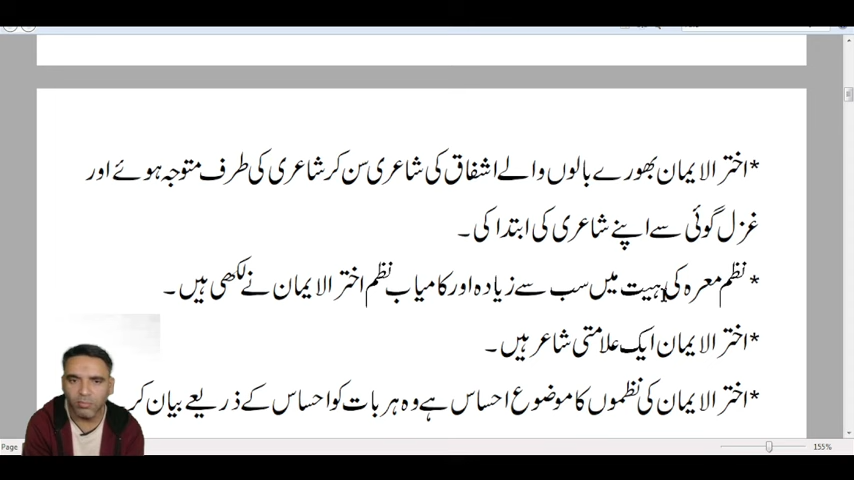 * اختر الایمان بھورے بالوں والے اشفاق کی شاعری سن کر شاعری کی طرف متوجہ ہوئے اور
غزل گوئی سے اپنے شاعری کی ابتدا کی ۔
* نظم معرہ کی ہیت میں سب سے زیادہ اور کامیاب نظم اختر الایمان نے لکھی ہیں ۔
* اختر الایمان ایک علامتی شاعر ہیں ۔
* اختر الایمان کی نظموں کا موضوع احساس ہے وہ ہر بات کو احساس کے ذریعے بیان کر
Page
155%